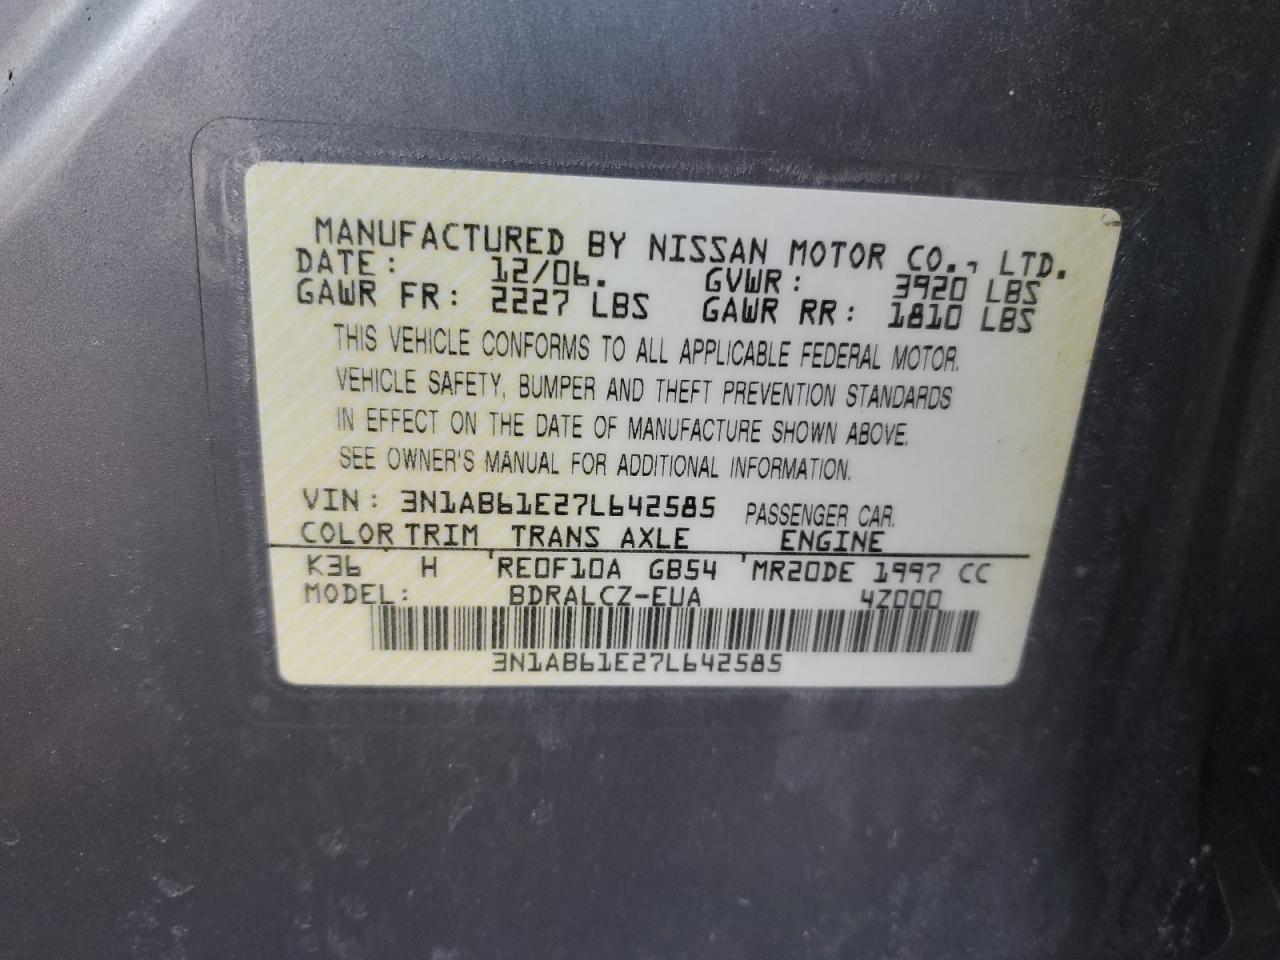 MANUFACTURED BY NISSAN MOTOR CO., LTD.
DATE: 12/06. GVWR: 3920 LBS
GAWR FR: 2227 LBS GAWR RR: 1810 LBS
THIS VEHICLE CONFORMS TO ALL APPLICABLE FEDERAL MOTOR.
VEHICLE SAFETY, BUMPER AND THEFT PREVENTION STANDARDS
IN EFFECT ON THE DATE OF MANUFACTURE SHOWN ABOVE.
SEE OWNER'S MANUAL FOR ADDITIONAL INFORMATION.
VIN: 3N1AB61E27L642585 PASSENGER CAR.
COLOR TRIM TRANS AXLE ENGINE
K36 H RE0F10A GB54 MR20DE 1997 CC
MODEL: BDRALCZ-EUA 4Z000
3N1AB61E27L642585